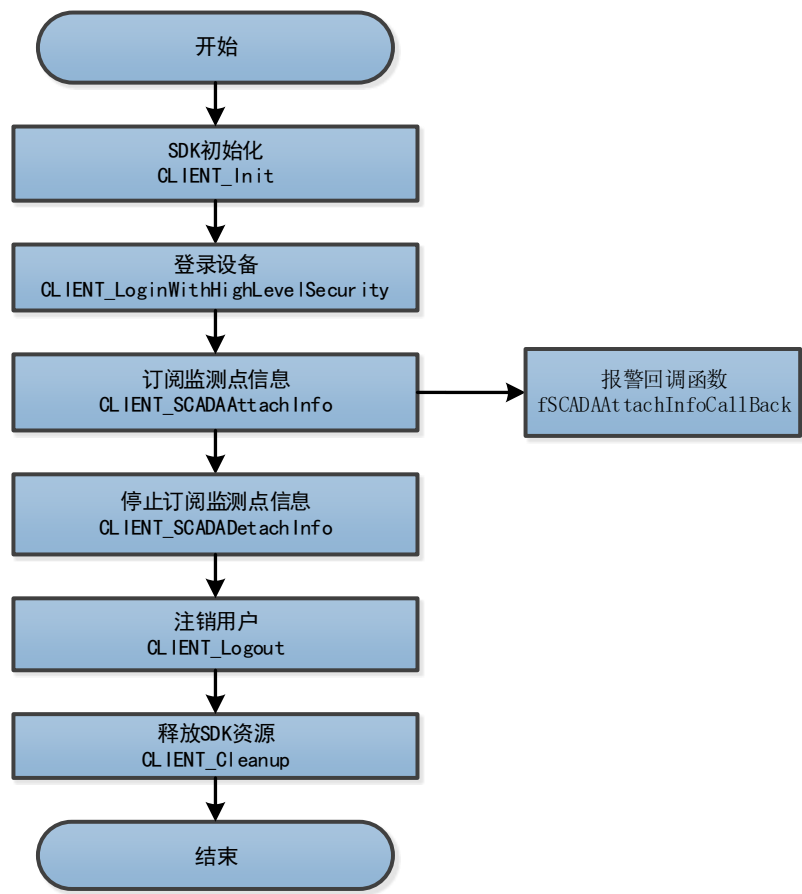 开始
SDK初始化
CLIENT_Init
登录设备
CLIENT_LoginWithHighLevelSecurity
订阅监测点信息
CLIENT_SCADAAttachInfo
报警回调函数
fSCADAAttachInfoCallBack
停止订阅监测点信息
CLIENT_SCADADetachInfo
注销用户
CLIENT_Logout
释放SDK资源
CLIENT_Cleanup
结束